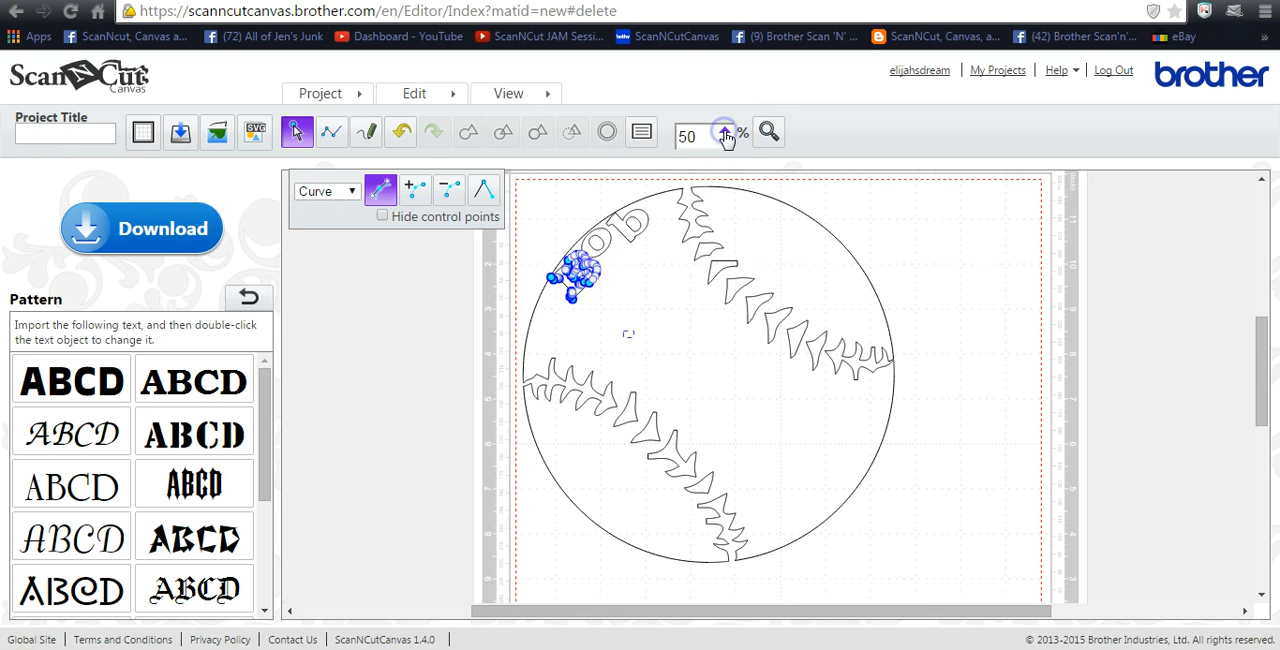 https://scanncutcanvas.brother.com/en/Editor/Index?matid=new#delete
Apps
ScanNCut, Canvas a...
(72) All of Jen's Junk
Dashboard - YouTube
ScanNCut JAM Sessi...
ScanNCutCanvas
(9) Brother Scan 'N' ...
ScanNCut, Canvas, a...
(42) Brother Scan'n'...
eBay
»
ScanNCut
Canvas
elijahsdream
My Projects
Help
Log Out
brother
Project
Edit
View
Project Title
SVG
50
%
Curve
Hide control points
Download
Pattern
Import the following text, and then double-click
the text object to change it.
ABCD ABCD
ABCD ABCD
ABCD ABCD
ABCD ABCD
ABCD ABCD
Global Site
Terms and Conditions
Privacy Policy
Contact Us
ScanNCutCanvas 1.4.0
© 2013-2015 Brother Industries, Ltd. All rights reserved.